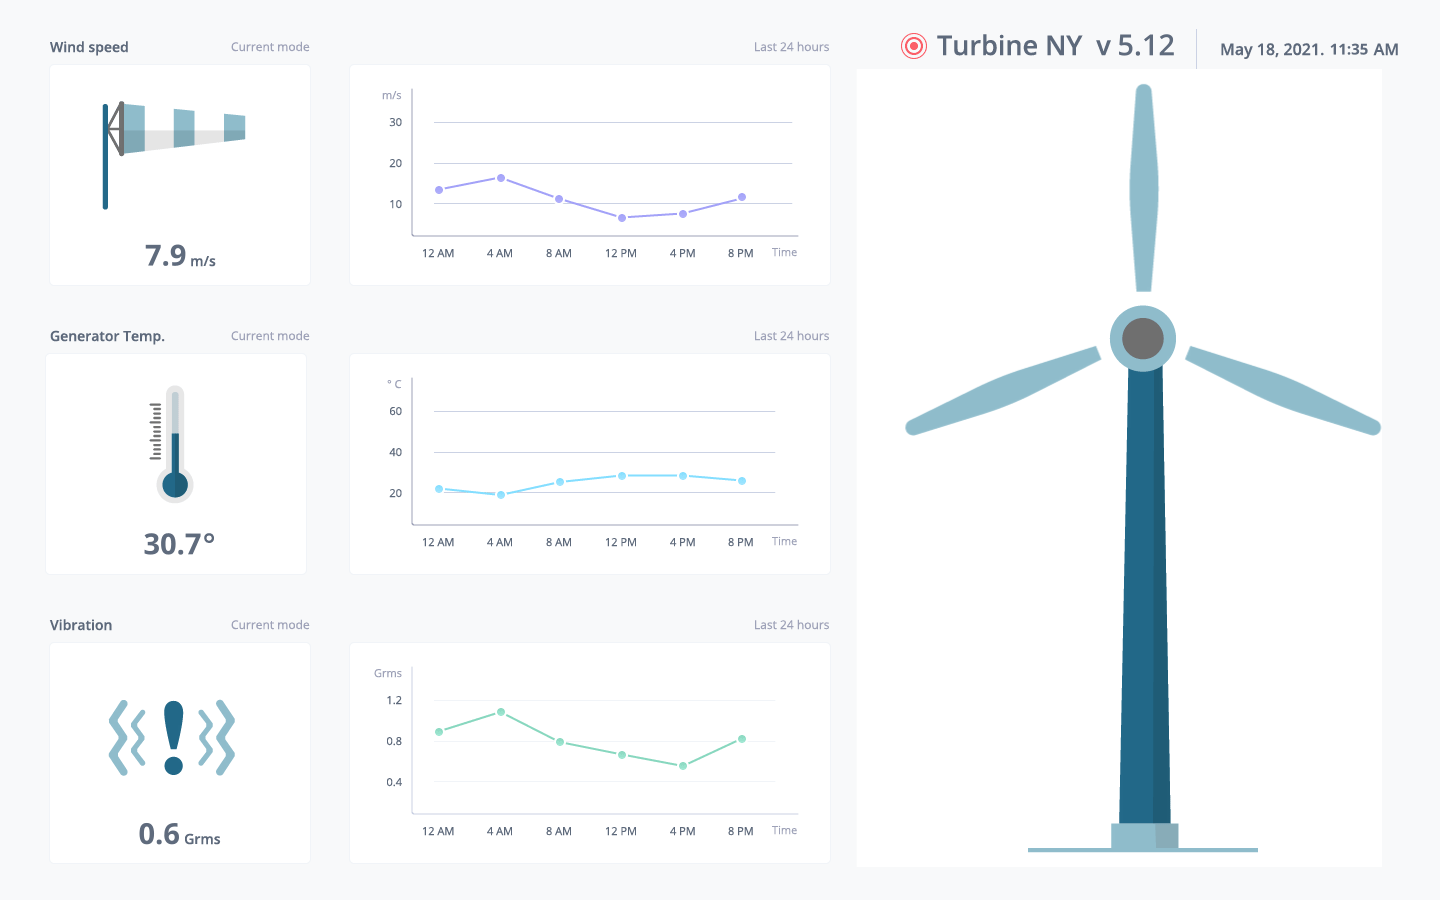 Turbine NY v 5.12
May 18, 2021. 11:35 AM
Wind speed
Current mode
7.9 m/s
Last 24 hours
m/s
30
20
10
12 AM 4 AM 8 AM 12 PM 4 PM 8 PM Time
Generator Temp.
Current mode
30.7°
Last 24 hours
° C
60
40
20
12 AM 4 AM 8 AM 12 PM 4 PM 8 PM Time
Vibration
Current mode
0.6 Grms
Last 24 hours
Grms
1.2
0.8
0.4
12 AM 4 AM 8 AM 12 PM 4 PM 8 PM Time